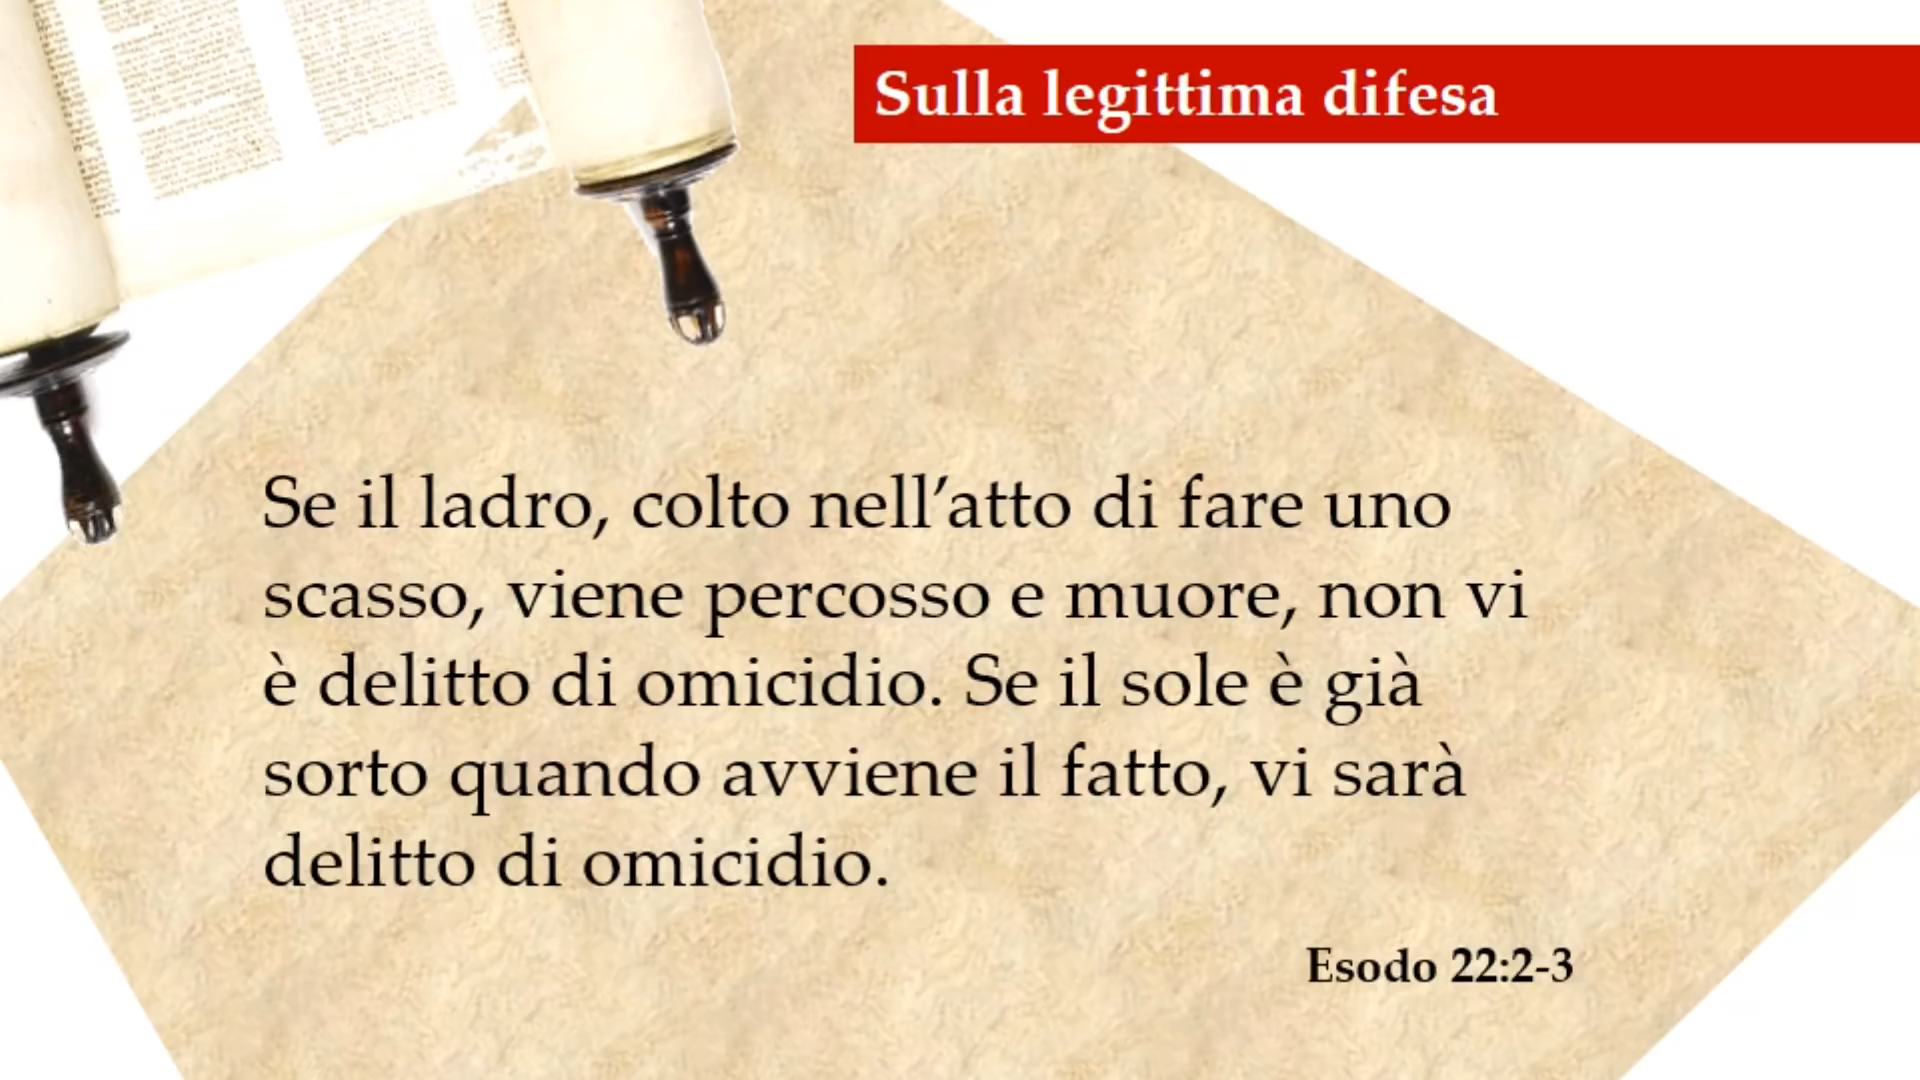 Sulla legittima difesa
Se il ladro, colto nell’atto di fare uno
scasso, viene percosso e muore, non vi
è delitto di omicidio. Se il sole è già
sorto quando avviene il fatto, vi sarà
delitto di omicidio.
Esodo 22:2-3